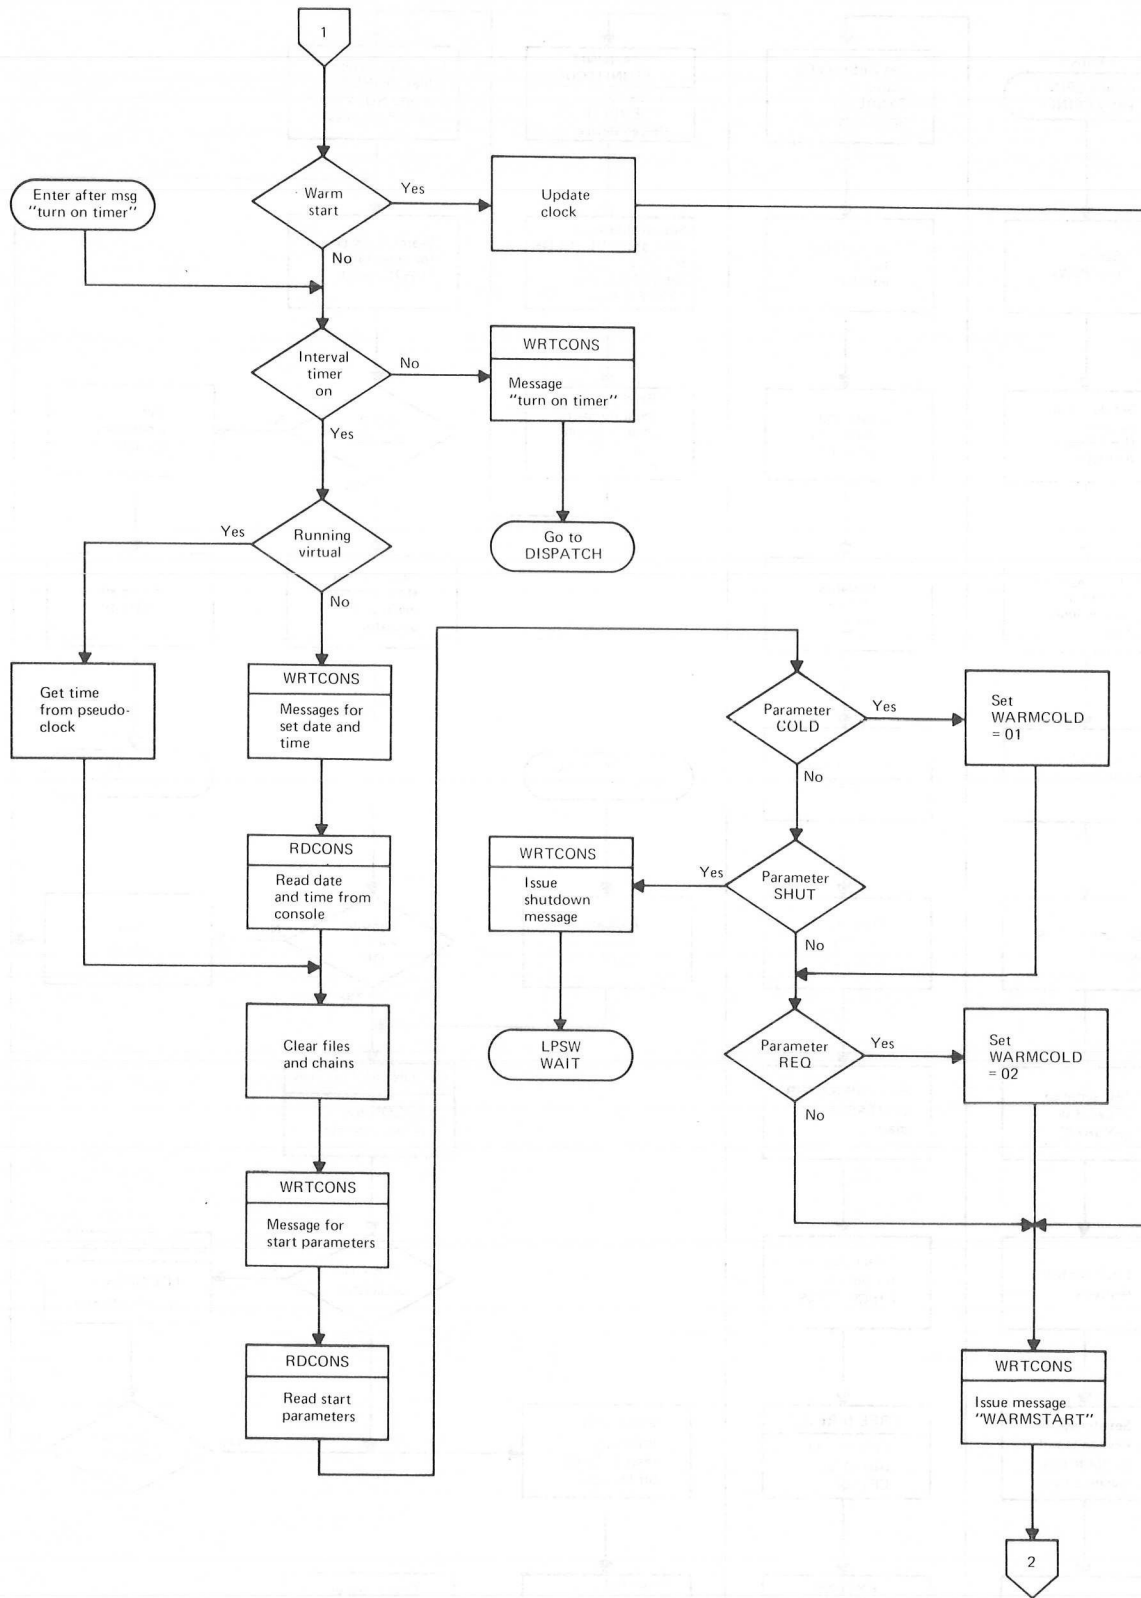 1
Enter after msg
"turn on timer"
Warm
start
Yes
Update
clock
No
Interval
timer
on
No
WRTCONS
Message
"turn on timer"
Yes
Go to
DISPATCH
Running
virtual
Yes
No
Get time
from pseudo-
clock
WRTCONS
Messages for
set date and
time
RDCONS
Read date
and time from
console
Clear files
and chains
WRTCONS
Message for
start parameters
RDCONS
Read start
parameters
Parameter
COLD
Yes
Set
WARMCOLD
= 01
No
Parameter
SHUT
Yes
WRTCONS
Issue
shutdown
message
LPSW
WAIT
No
Parameter
REQ
Yes
Set
WARMCOLD
= 02
No
WRTCONS
Issue message
"WARMSTART"
2